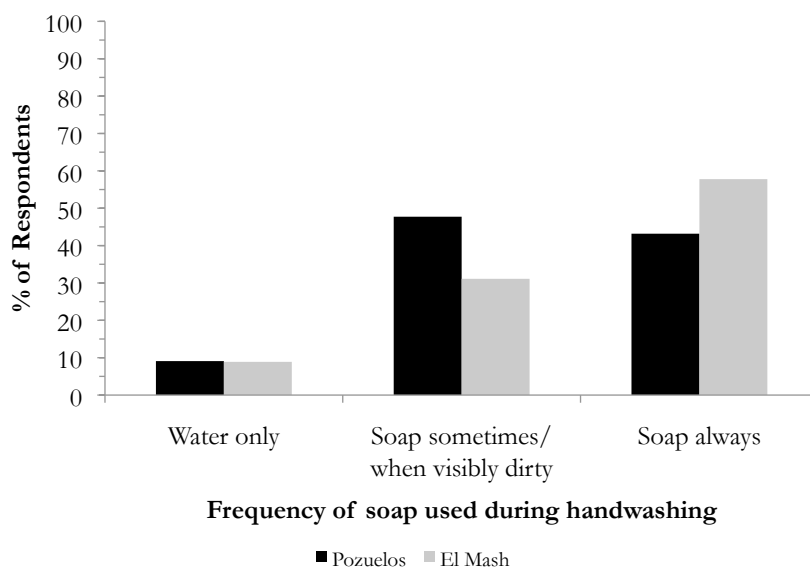 100
90
80
70
60
50
40
30
20
10
0
% of Respondents
Water only
Soap sometimes/
when visibly dirty
Soap always
Frequency of soap used during handwashing
Pozuelos El Mash